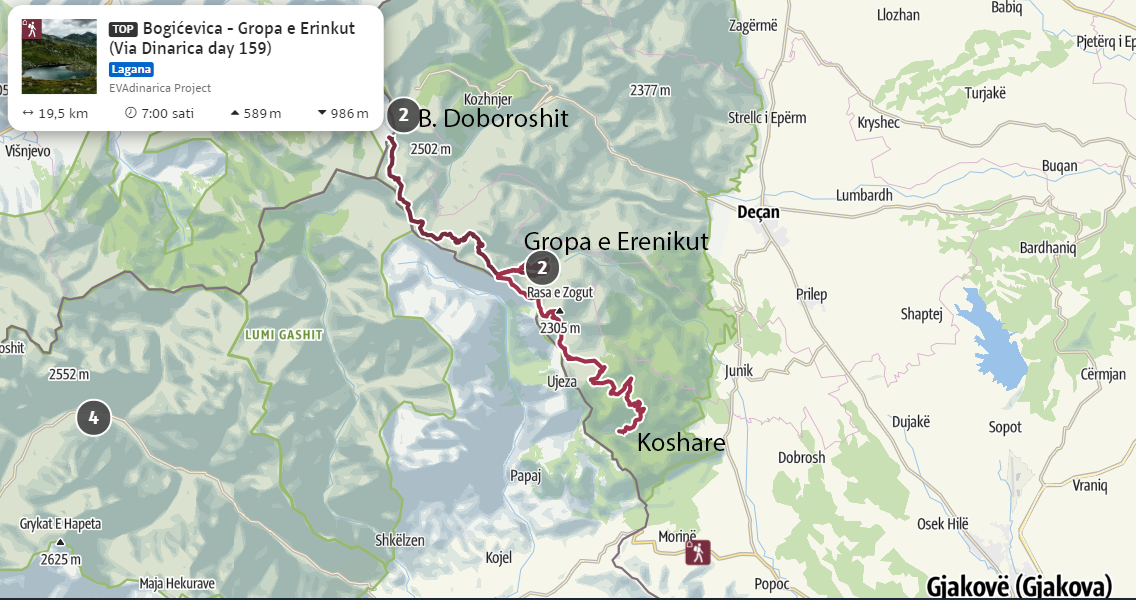 TOP Bogićevica - Gropa e Erinkut
(Via Dinarica day 159)
Lagana
EVAdinarica Project
19,5 km 7:00 sati 589 m 986 m
Zagërmë
Llozhan
Babiq
Pjetërq i Ep
Kozhnjer
2377 m
Turjakë
2 B. Doboroshit
Strellc i Epërm
Kryshec
Višnjevo
2502 m
Buqan
Lumbardh
Deçan
Gropa e Erenikut
Bardhaniq
2
Rasa e Zogut
Prilep
2305 m
Shaptej
LUMI GASHIT
oshit
2552 m
Ujeza
Junik
Cërmjan
4
Dujakë
Sopot
Koshare
Dobrosh
Papaj
Vraniq
Grykat E Hapeta
Osek Hilë
Shkëlzen
Morinë
2625 m
Kojel
Maja Hekurave
Popoc
Gjakovë (Gjakova)